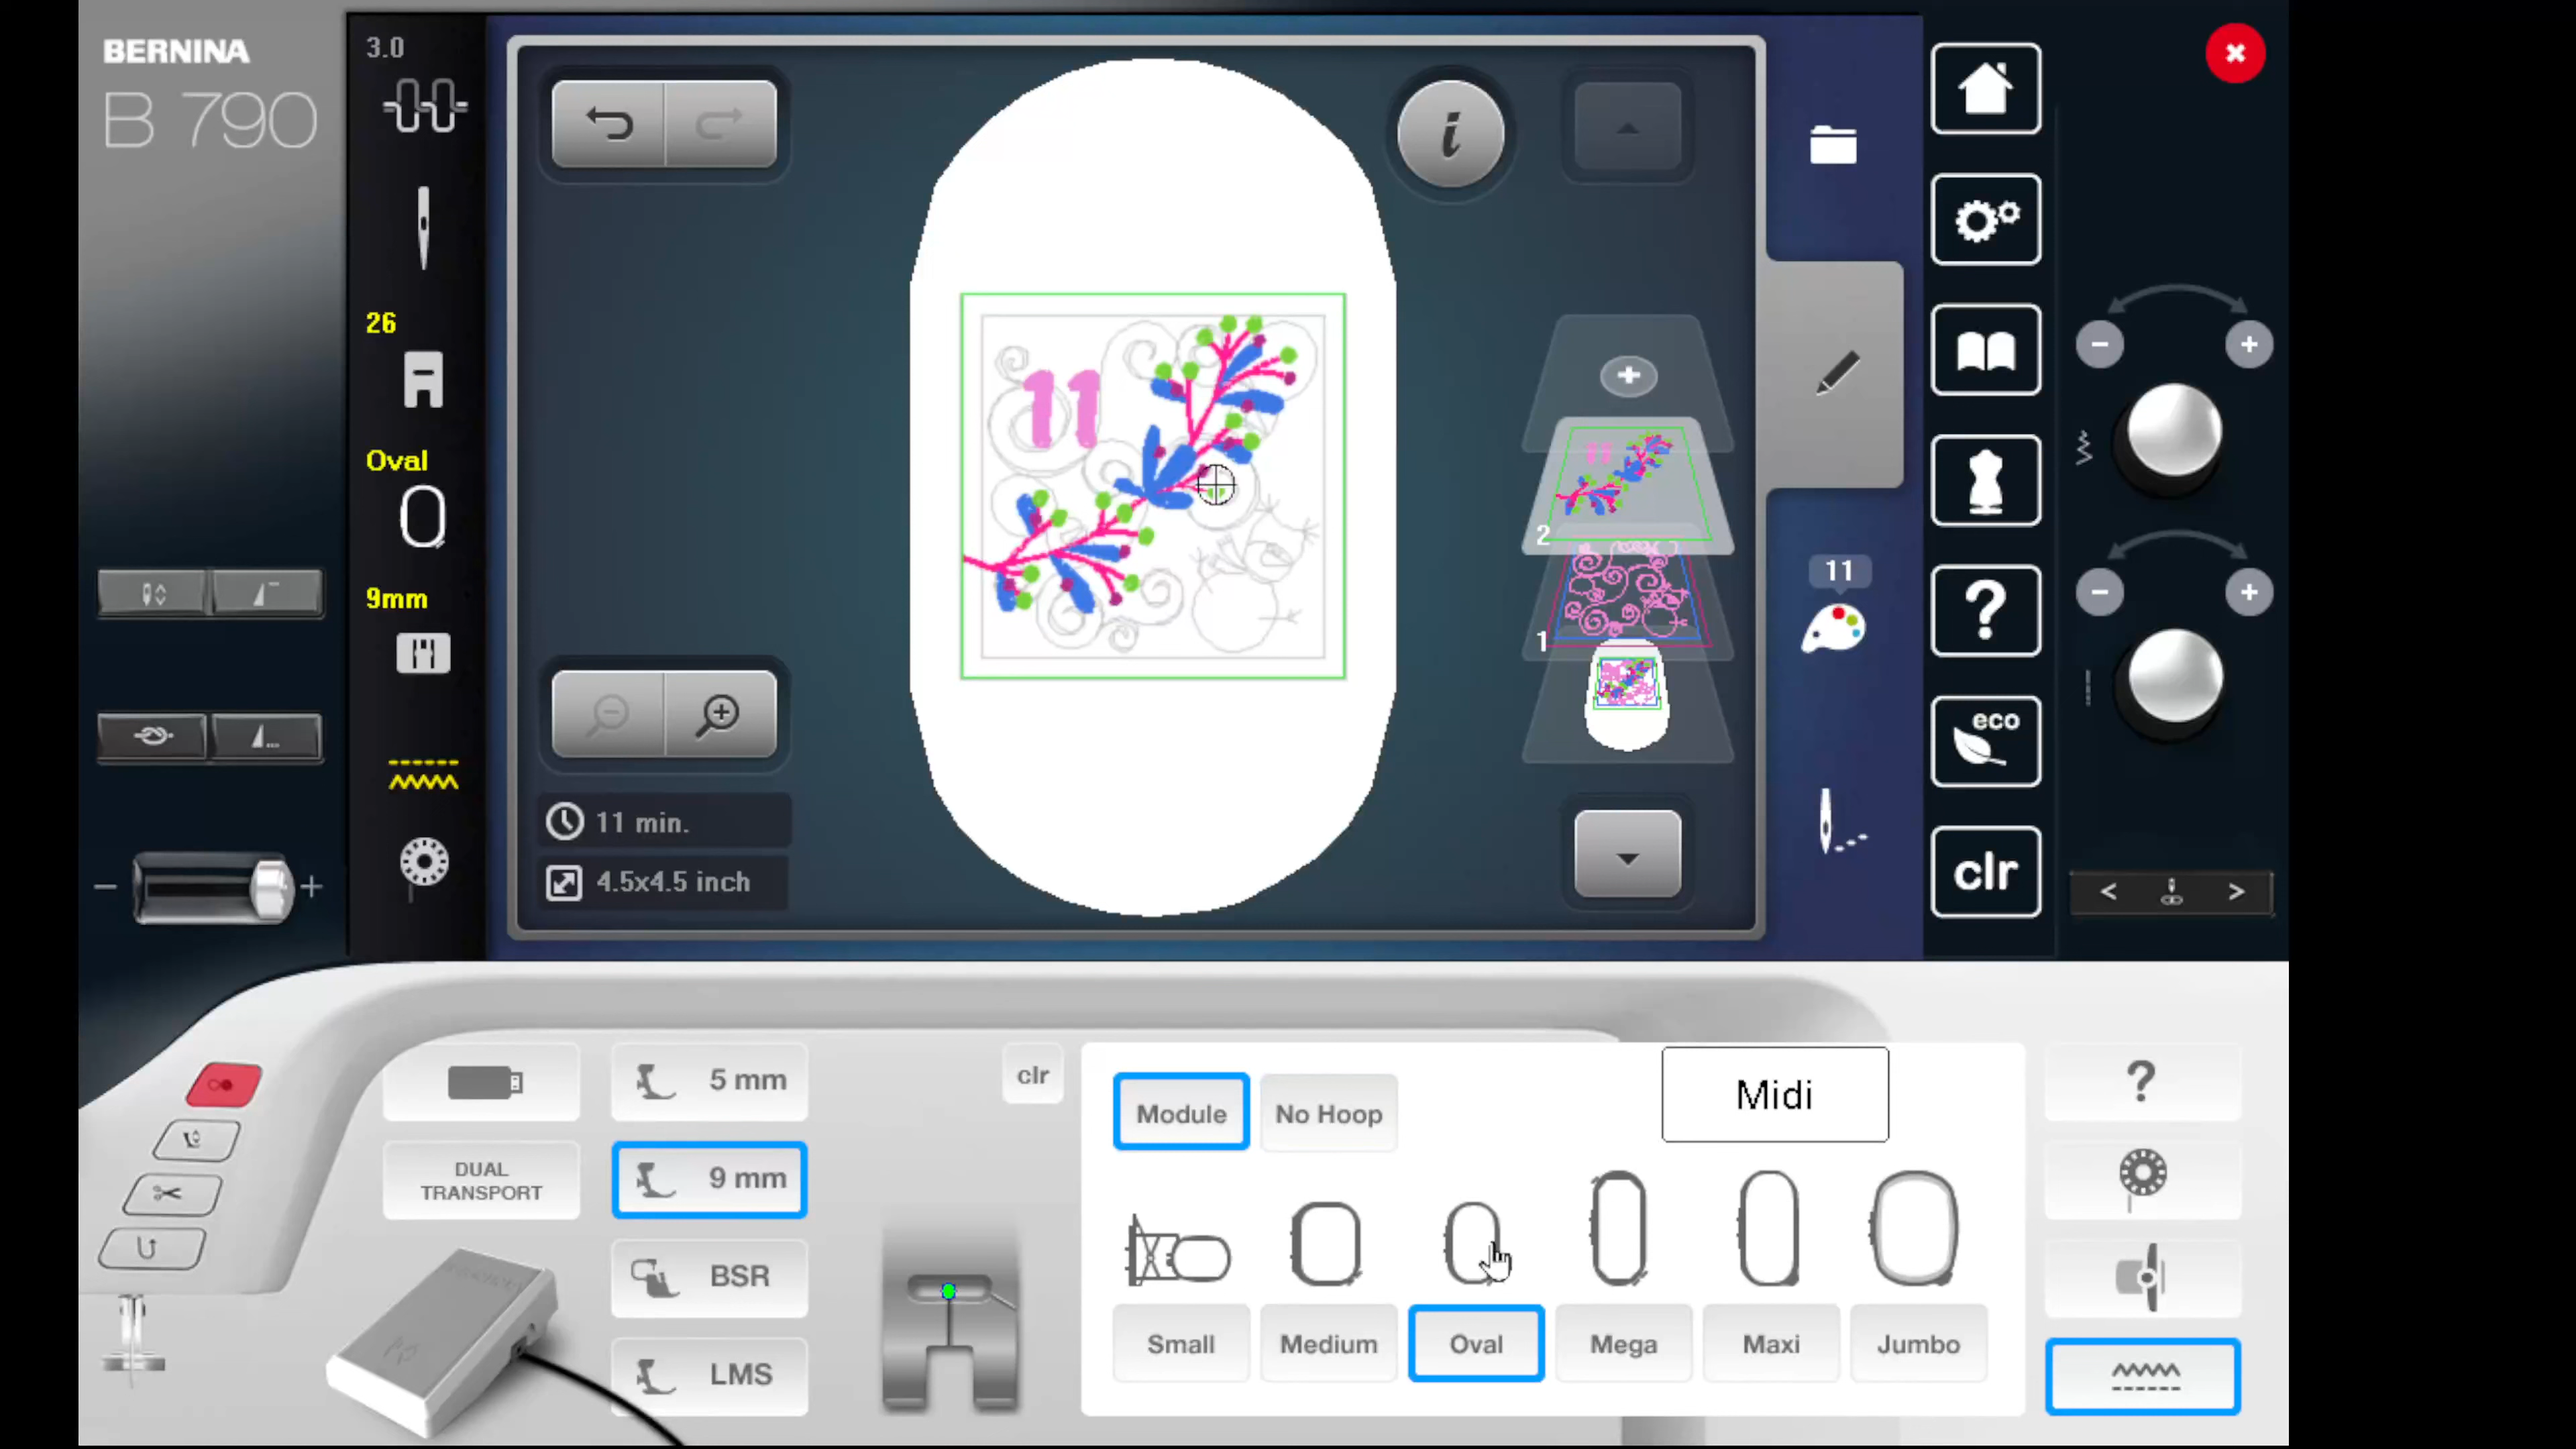 BERNINA
B 790
3.0
26
Oval
9mm
11
11 min.
4.5x4.5 inch
i
2
1
11
?
eco
clr
5 mm
DUAL
TRANSPORT
9 mm
BSR
LMS
clr
Module
No Hoop
Midi
Small
Medium
Oval
Mega
Maxi
Jumbo
?